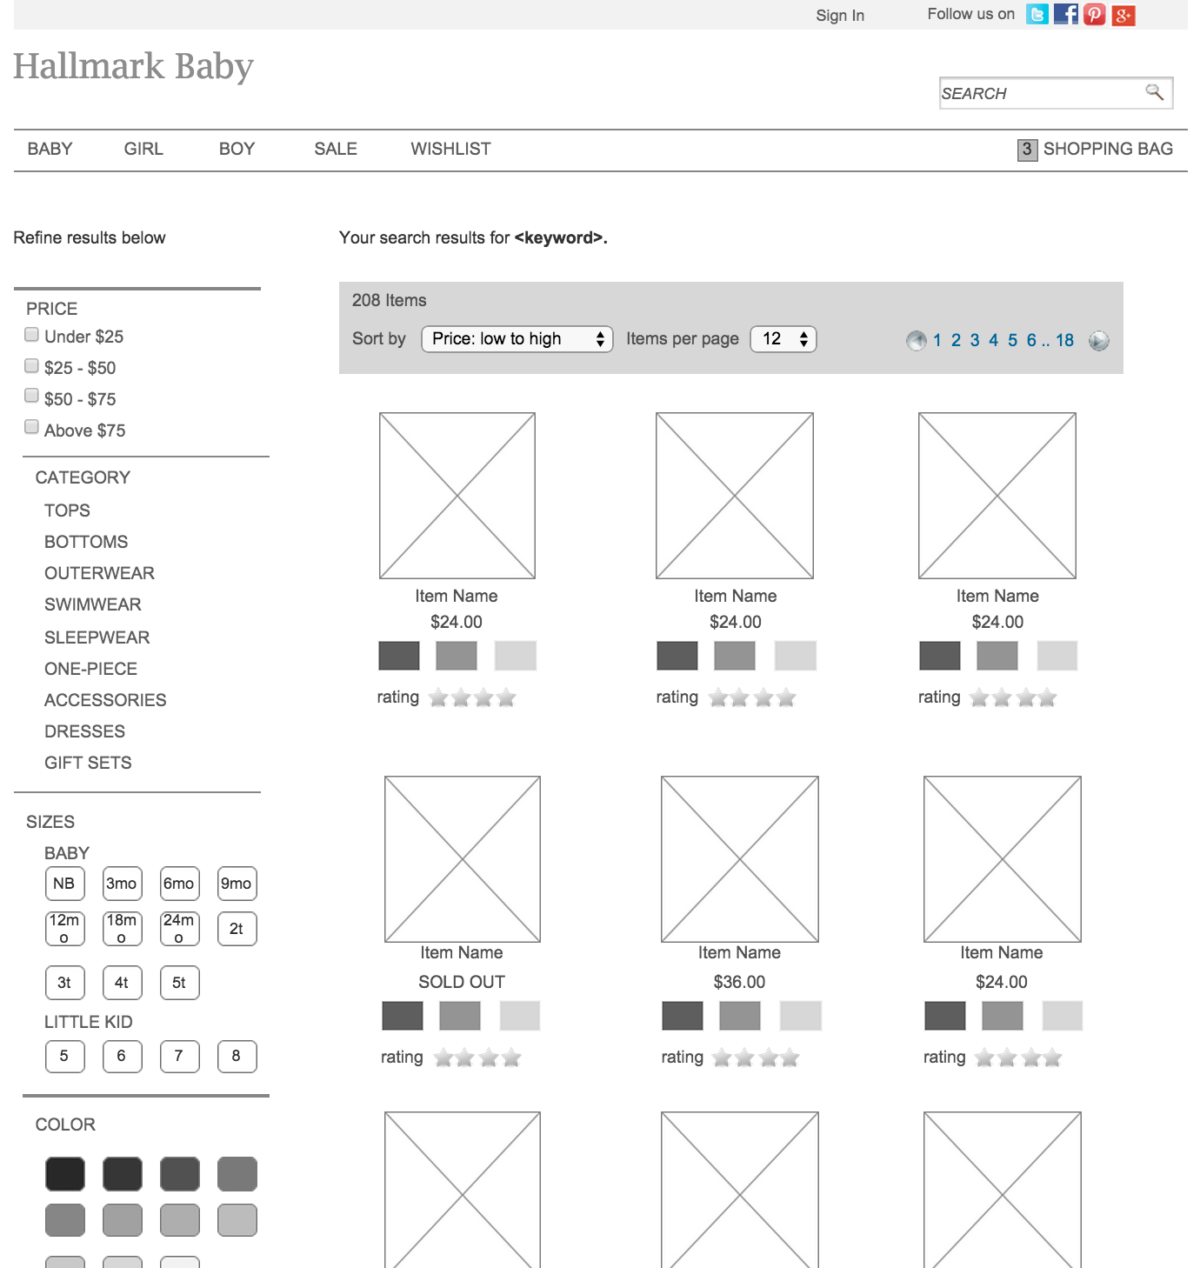 Sign In
Follow us on
Hallmark Baby
SEARCH
BABY GIRL BOY SALE WISHLIST
3 SHOPPING BAG
Refine results below
PRICE
Under $25
$25 - $50
$50 - $75
Above $75
CATEGORY
TOPS
BOTTOMS
OUTERWEAR
SWIMWEAR
SLEEPWEAR
ONE-PIECE
ACCESSORIES
DRESSES
GIFT SETS
SIZES
BABY
NB 3mo 6mo 9mo
12mo 18mo 24mo 2t
3t 4t 5t
LITTLE KID
5 6 7 8
COLOR
Your search results for <keyword>.
208 Items
Sort by Price: low to high Items per page 12 1 2 3 4 5 6 .. 18
Item Name Item Name Item Name
$24.00 $24.00 $24.00
rating rating rating
Item Name Item Name Item Name
SOLD OUT $36.00 $24.00
rating rating rating